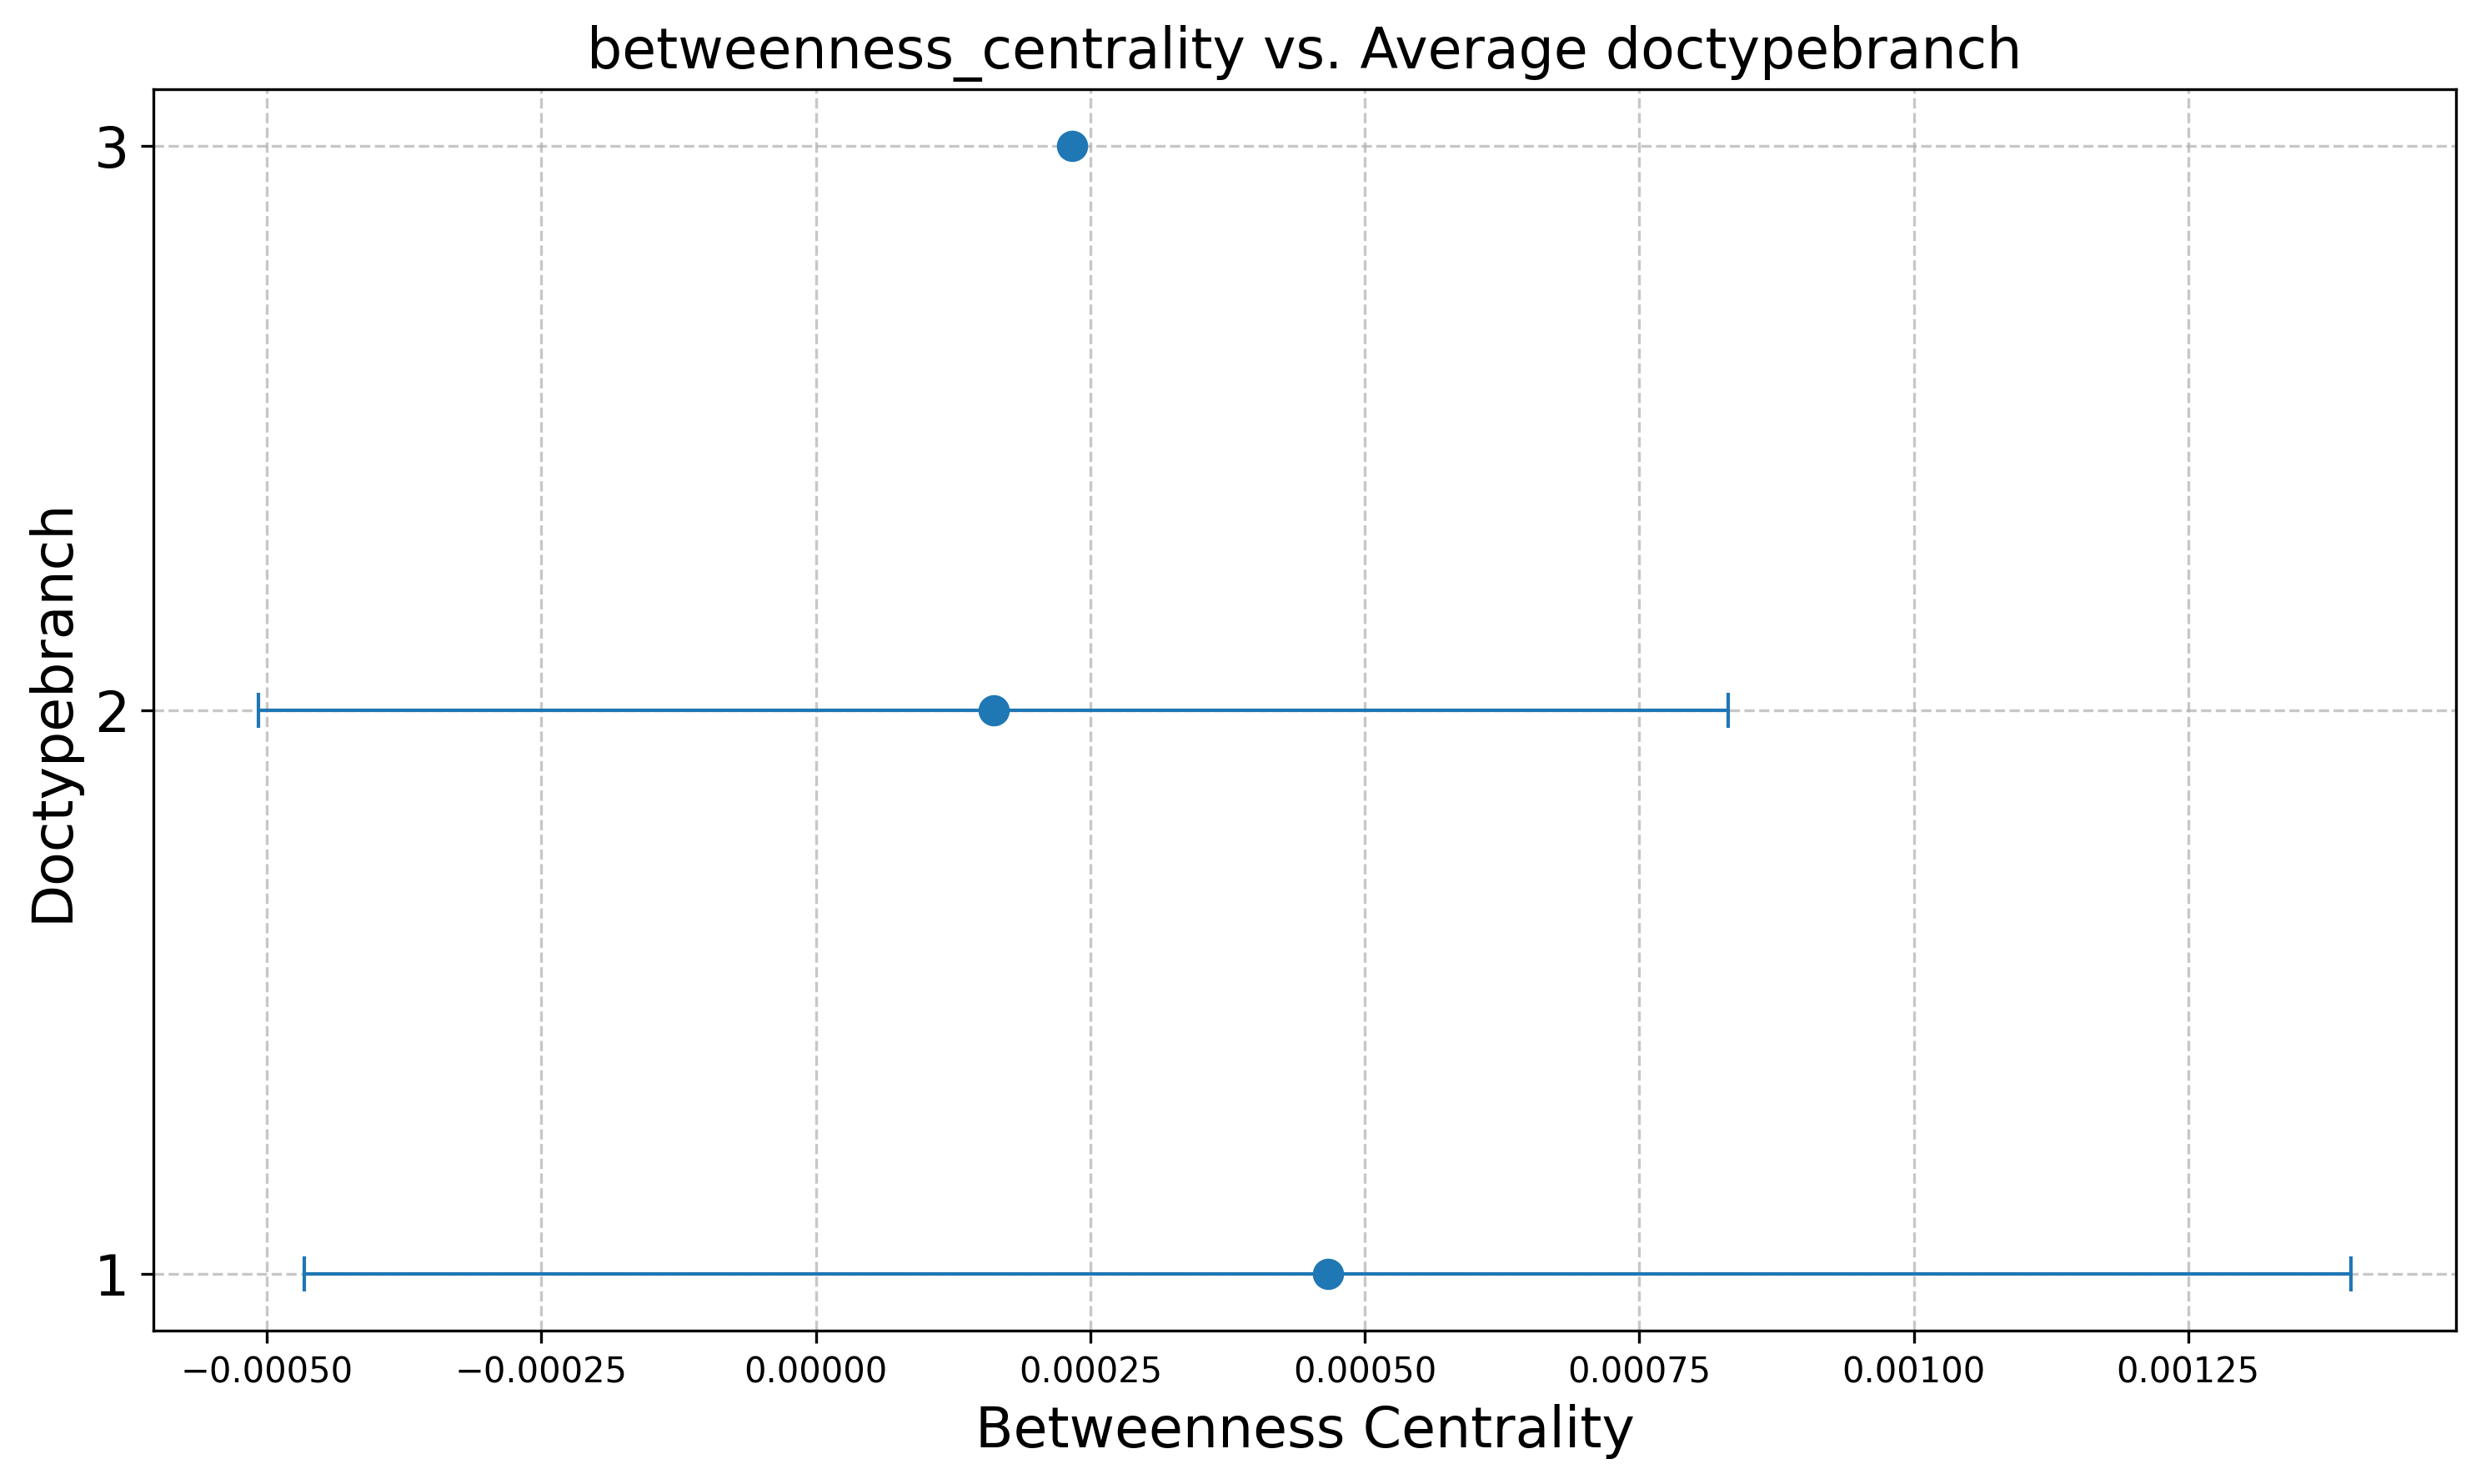 betweenness_centrality vs. Average doctypebranch
3
2
1
Doctypebranch
−0.00050 −0.00025 0.00000 0.00025 0.00050 0.00075 0.00100 0.00125
Betweenness Centrality